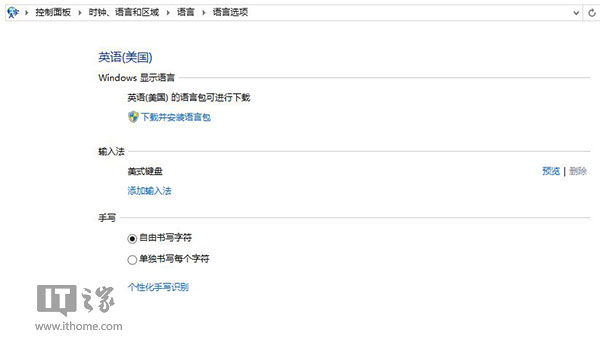 控制面板 ▸ 时钟、语言和区域 ▸ 语言 ▸ 语言选项
英语(美国)
Windows 显示语言
英语(美国) 的语言包可进行下载
下载并安装语言包
输入法
美式键盘 预览 | 删除
添加输入法
手写
自由书写字符
单独书写每个字符
个性化手写识别
IT之家
www.ithome.com